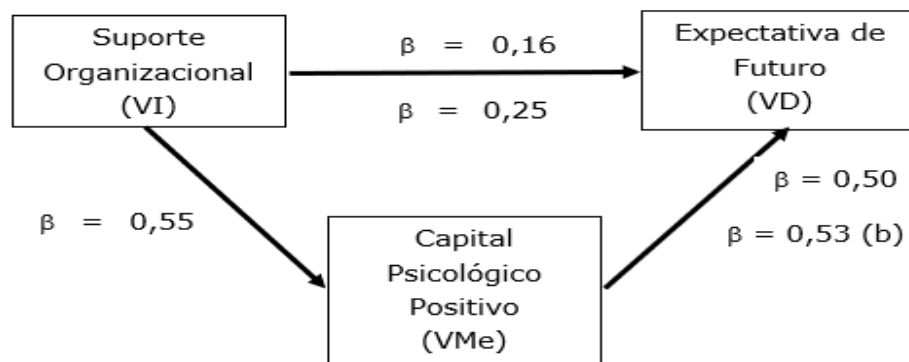 Suporte
Organizacional
(VI)
β = 0,16
β = 0,25
Expectativa de
Futuro
(VD)
β = 0,55
β = 0,50
β = 0,53 (b)
Capital
Psicológico
Positivo
(VMe)